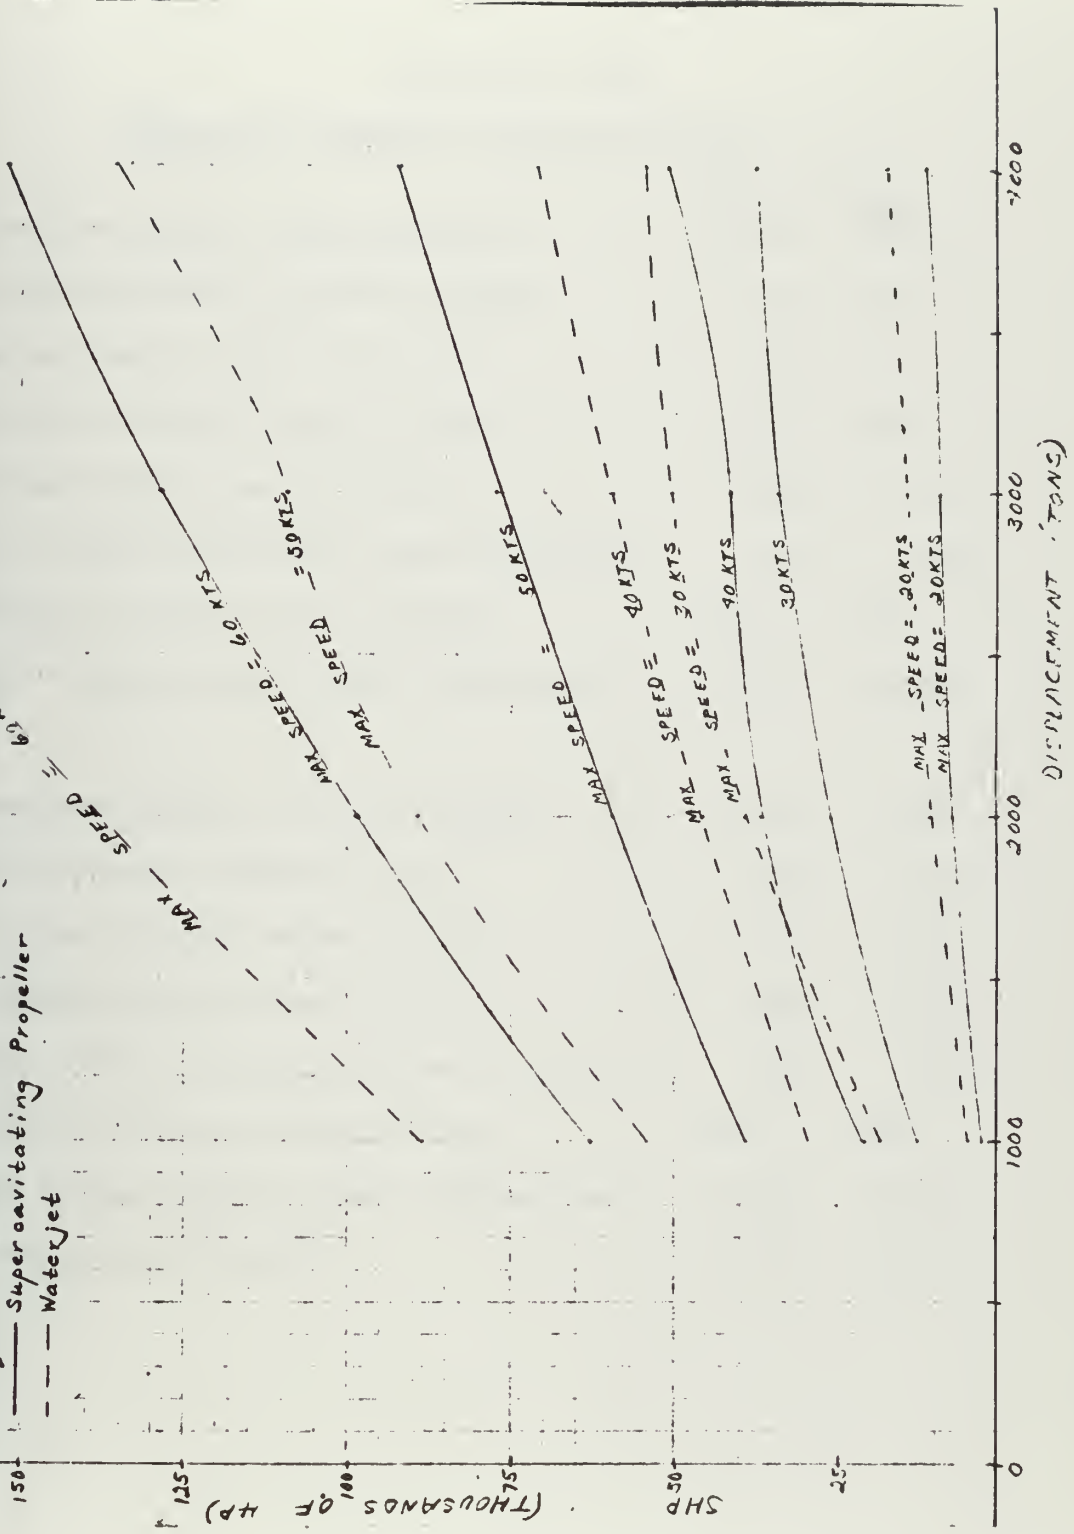 Supercavitating Propeller
Waterjet
150
125
100
75
50
25
0
SHP
(THOUSANDS OF HP)
MAX SPEED =
MAX SPEED = 60 KTS
MAX SPEED = 50 KTS
MAX SPEED = 50 KTS
MAX - SPEED = - 40 KTS
MAX - SPEED = 30 KTS
MAX - SPEED = 40 KTS
30 KTS
MAX - SPEED = - 20 KTS
MAX SPEED = 20 KTS
1000
2000
3000
DISPLACEMENT (TONS)